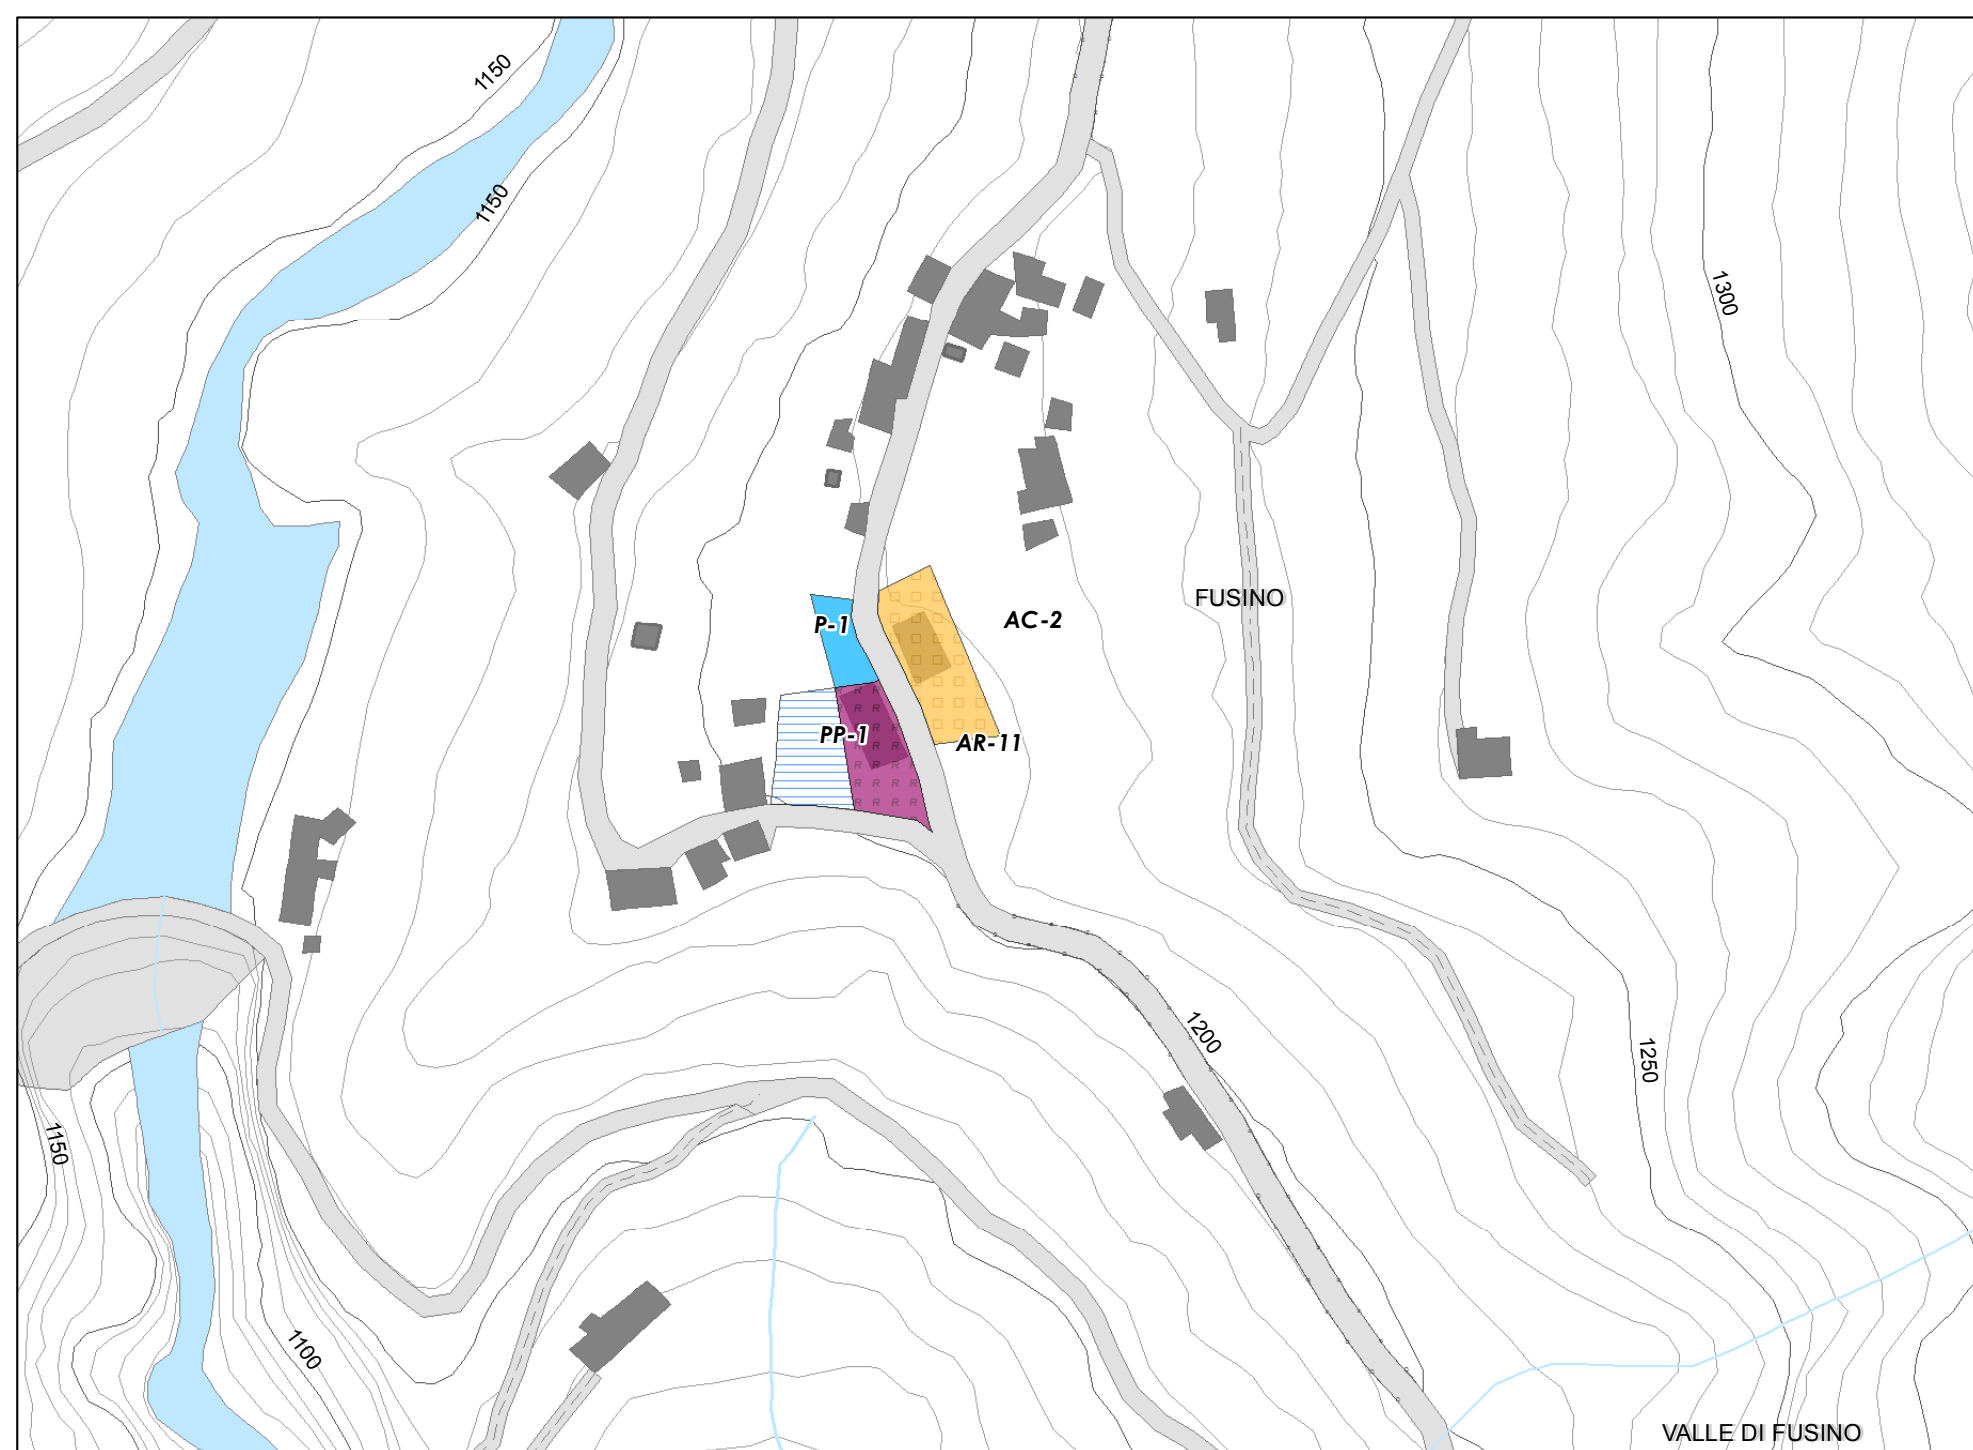 1150
1150
1300
FUSINO
P-1
AC-2
PP-1
AR-11
R R
R R R
R R R
R R R
R R R R
R R R R
R R R
1200
1250
1150
1100
VALLE DI FUSINO